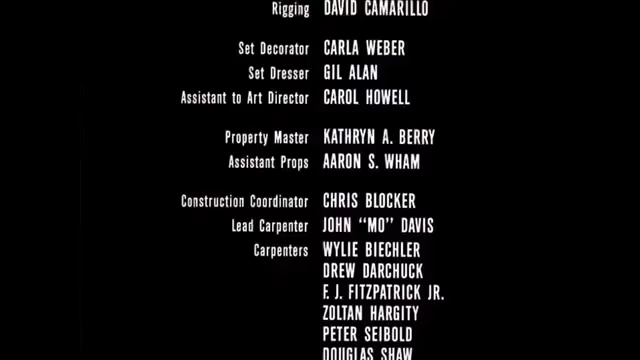 Rigging DAVID CAMARILLO
Set Decorator CARLA WEBER
Set Dresser GIL ALAN
Assistant to Art Director CAROL HOWELL
Property Master KATHRYN A. BERRY
Assistant Props AARON S. WHAM
Construction Coordinator CHRIS BLOCKER
Lead Carpenter JOHN “MO” DAVIS
Carpenters WYLIE BIECHLER
DREW DARCHUCK
F. J. FITZPATRICK JR.
ZOLTAN HARGITY
PETER SEIBOLD
DOUGLAS SHAW